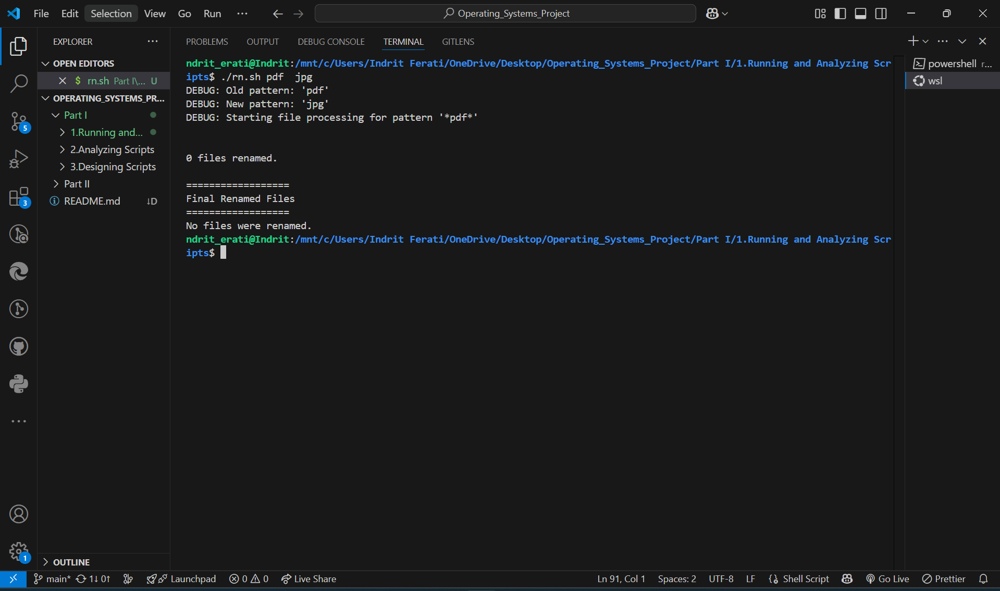 File Edit Selection View Go Run ··· Operating_Systems_Project
EXPLORER ···
OPEN EDITORS
$ rn.sh Part I\... U
OPERATING_SYSTEMS_PR...
Part I
1.Running and...
2.Analyzing Scripts
3.Designing Scripts
Part II
README.md ↓D
OUTLINE
5
3
1
PROBLEMS OUTPUT DEBUG CONSOLE TERMINAL GITLENS
ndrit_erati@Indrit:/mnt/c/Users/Indrit Ferati/OneDrive/Desktop/Operating_Systems_Project/Part I/1.Running and Analyzing Scr
ipts$ ./rn.sh pdf  jpg
DEBUG: Old pattern: 'pdf'
DEBUG: New pattern: 'jpg'
DEBUG: Starting file processing for pattern '*pdf*'
0 files renamed.
==================
Final Renamed Files
==================
No files were renamed.
ndrit_erati@Indrit:/mnt/c/Users/Indrit Ferati/OneDrive/Desktop/Operating_Systems_Project/Part I/1.Running and Analyzing Scr
ipts$
powershell r...
wsl
main* 1↓ 0↑ Launchpad 0 0 Live Share Ln 91, Col 1 Spaces: 2 UTF-8 LF Shell Script Go Live Prettier